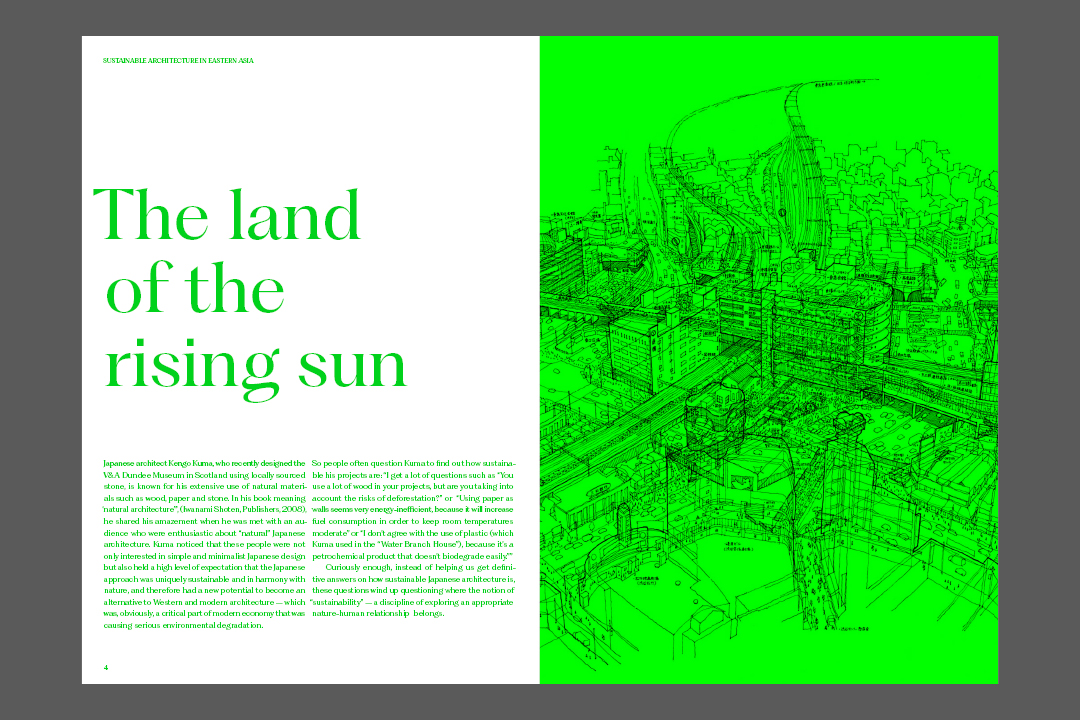 SUSTAINABLE ARCHITECTURE IN EASTERN ASIA
The land
of the
rising sun
Japanese architect Kengo Kuma, who recently designed the
V&A Dundee Museum in Scotland using locally sourced
stone, is known for his extensive use of natural materi-
als such as wood, paper and stone. In his book meaning
"natural architecture", (Iwanami Shoten, Publishers, 2008),
he shared his amazement when he was met with an au-
dience who were enthusiastic about "natural" Japanese
architecture. Kuma noticed that these people were not
only interested in simple and minimalist Japanese design
but also held a high level of expectation that the Japanese
approach was uniquely sustainable and in harmony with
nature, and therefore had a new potential to become an
alternative to Western and modern architecture — which
was, obviously, a critical part of modern economy that was
causing serious environmental degradation.
So people often question Kuma to find out how sustaina-
ble his projects are: "I get a lot of questions such as "You
use a lot of wood in your projects, but are you taking into
account the risks of deforestation?" or "Using paper as
walls seems very energy-inefficient, because it will increase
fuel consumption in order to keep room temperatures
moderate" or "I don't agree with the use of plastic (which
Kuma used in the "Water Branch House"), because it's a
petrochemical product that doesn't biodegrade easily.""
Curiously enough, instead of helping us get defini-
tive answers on how sustainable Japanese architecture is,
these questions wind up questioning where the notion of
"sustainability" — a discipline of exploring an appropriate
nature-human relationship belongs.
4